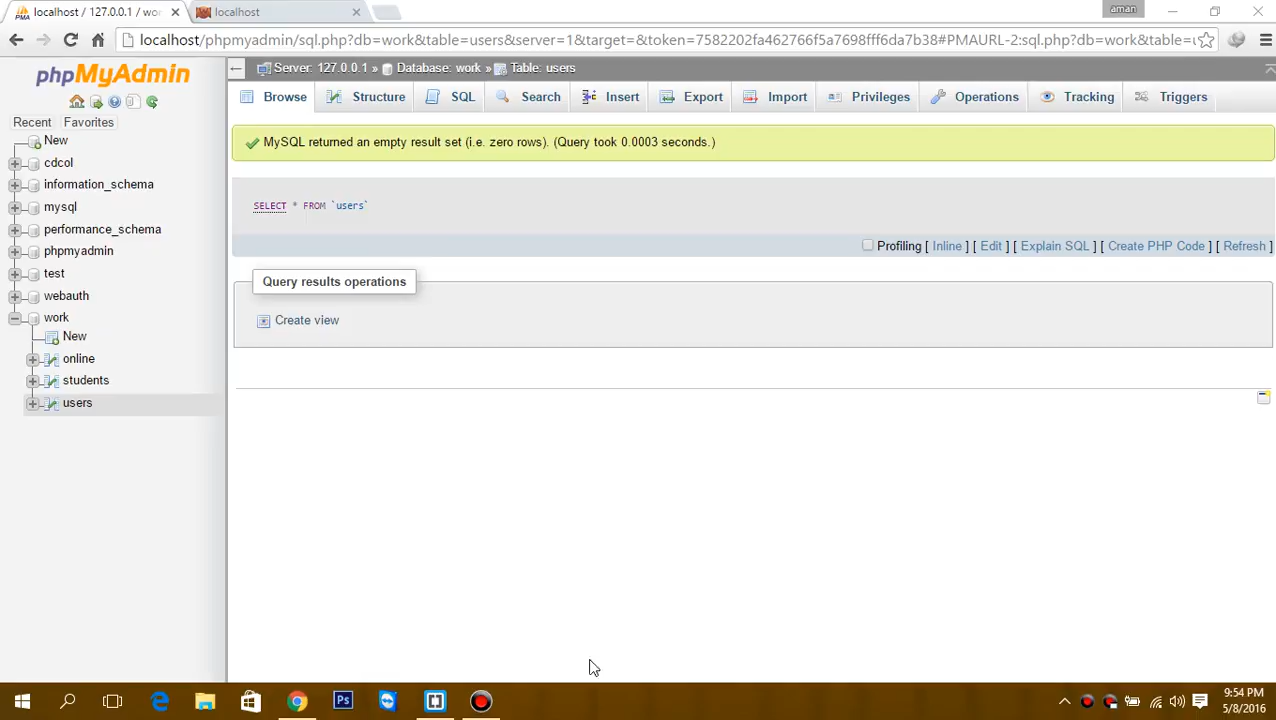 localhost / 127.0.0.1 / wo
localhost
aman
localhost/phpmyadmin/sql.php?db=work&table=users&server=1&target=&token=7582202fa462766f5a7698fff6da7b38#PMAURL-2:sql.php?db=work&table=u
phpMyAdmin
Server: 127.0.0.1 » Database: work » Table: users
Browse Structure SQL Search Insert Export Import Privileges Operations Tracking Triggers
Recent Favorites
MySQL returned an empty result set (i.e. zero rows). (Query took 0.0003 seconds.)
New
cdcol
information_schema
mysql
performance_schema
phpmyadmin
test
webauth
work
New
online
students
users
SELECT * FROM `users`
Profiling [ Inline ] [ Edit ] [ Explain SQL ] [ Create PHP Code ] [ Refresh ]
Query results operations
Create view
Ps
9:54 PM
5/8/2016